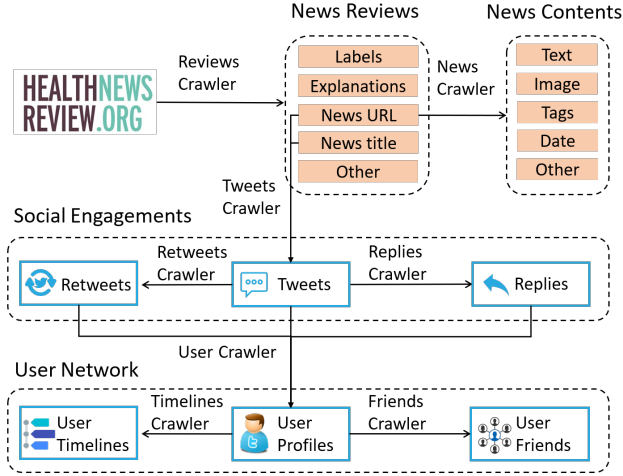 News Reviews
News Contents
Reviews
Crawler
HEALTHNEWS
REVIEW.ORG
Labels
Explanations
News URL
News title
Other
News
Crawler
Text
Image
Tags
Date
Other
Tweets
Crawler
Social Engagements
Retweets
Retweets
Crawler
Tweets
Replies
Crawler
Replies
User Crawler
User Network
User
Timelines
Timelines
Crawler
User
Profiles
Friends
Crawler
User
Friends